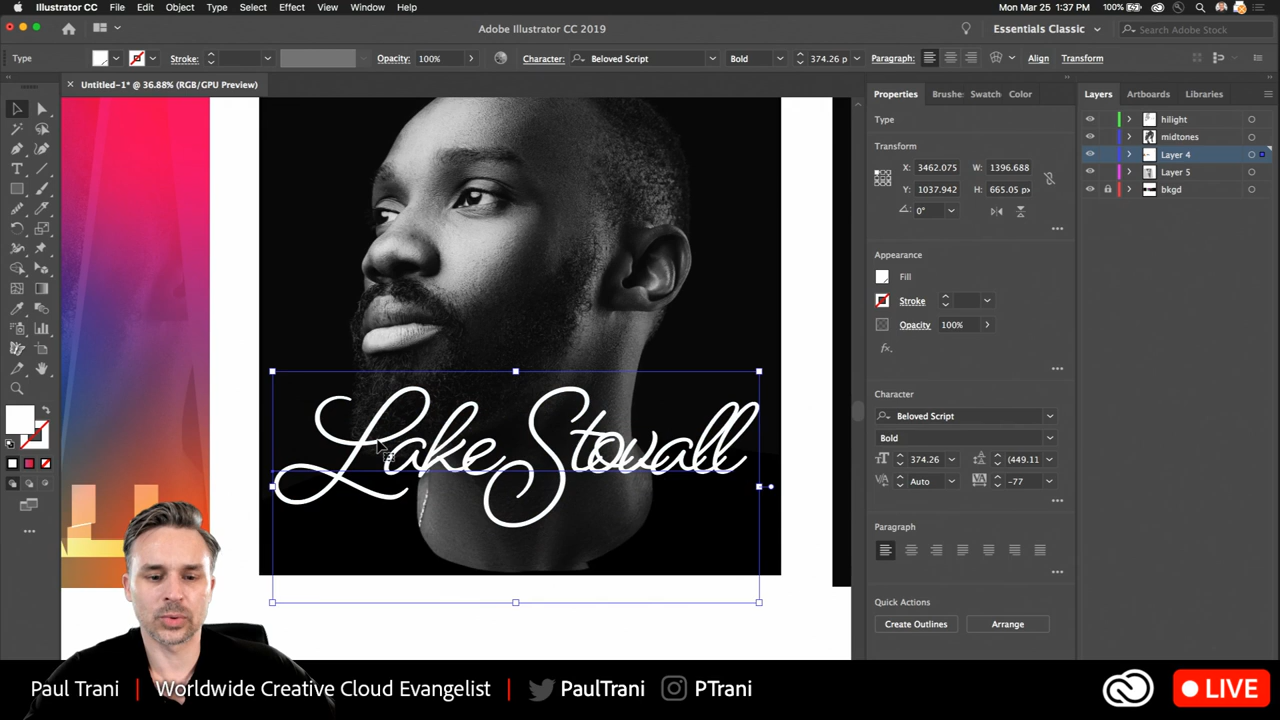 Illustrator CC File Edit Object Type Select Effect View Window Help
100% Mon Mar 25 1:37 PM
Adobe Illustrator CC 2019
Essentials Classic
Search Adobe Stock
Type Stroke: Opacity: 100% Character: Beloved Script Bold 374.26 p Paragraph: Align Transform
× Untitled-1* @ 36.88% (RGB/GPU Preview)
Properties Brushe Swatch Color
Layers Artboards Libraries
Type
hilight
midtones
Layer 4
Layer 5
bkgd
Transform
X: 3462.075 W: 1396.688
Y: 1037.942 H: 665.05 px
0°
Appearance
Fill
Stroke
Opacity 100%
fx.
Character
Beloved Script
Bold
374.26 (449.11
Auto -77
Paragraph
Quick Actions
Create Outlines Arrange
Lake Stovall
Paul Trani | Worldwide Creative Cloud Evangelist | PaulTrani PTrani
LIVE